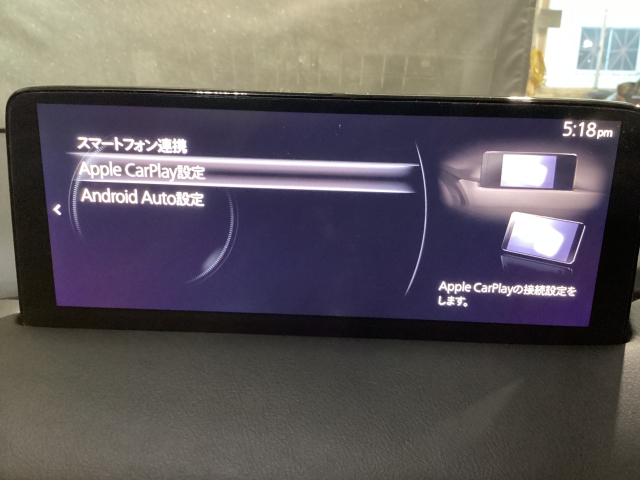 5:18pm
スマートフォン連携
Apple CarPlay設定
Android Auto設定
Apple CarPlayの接続設定を
します。